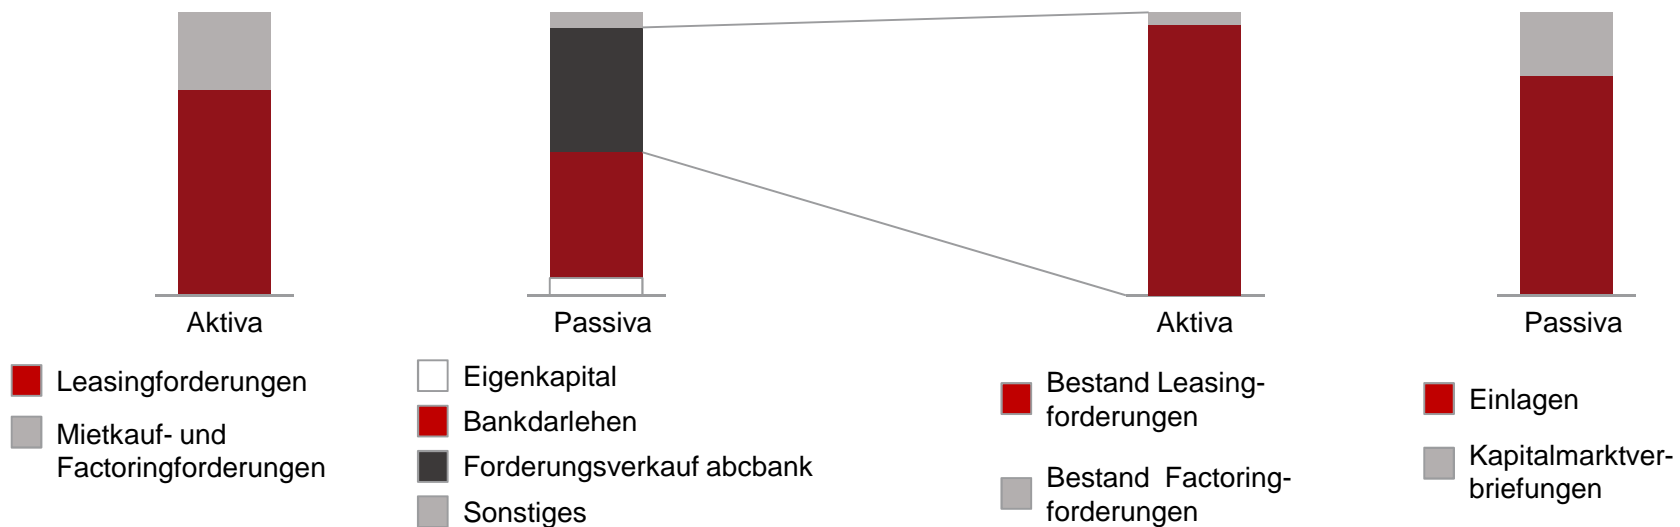 Aktiva
Passiva
Aktiva
Passiva
Leasingforderungen
Mietkauf- und
Factoringforderungen
Eigenkapital
Bankdarlehen
Forderungsverkauf abcbank
Sonstiges
Bestand Leasing-
forderungen
Bestand Factoring-
forderungen
Einlagen
Kapitalmarktver-
briefungen